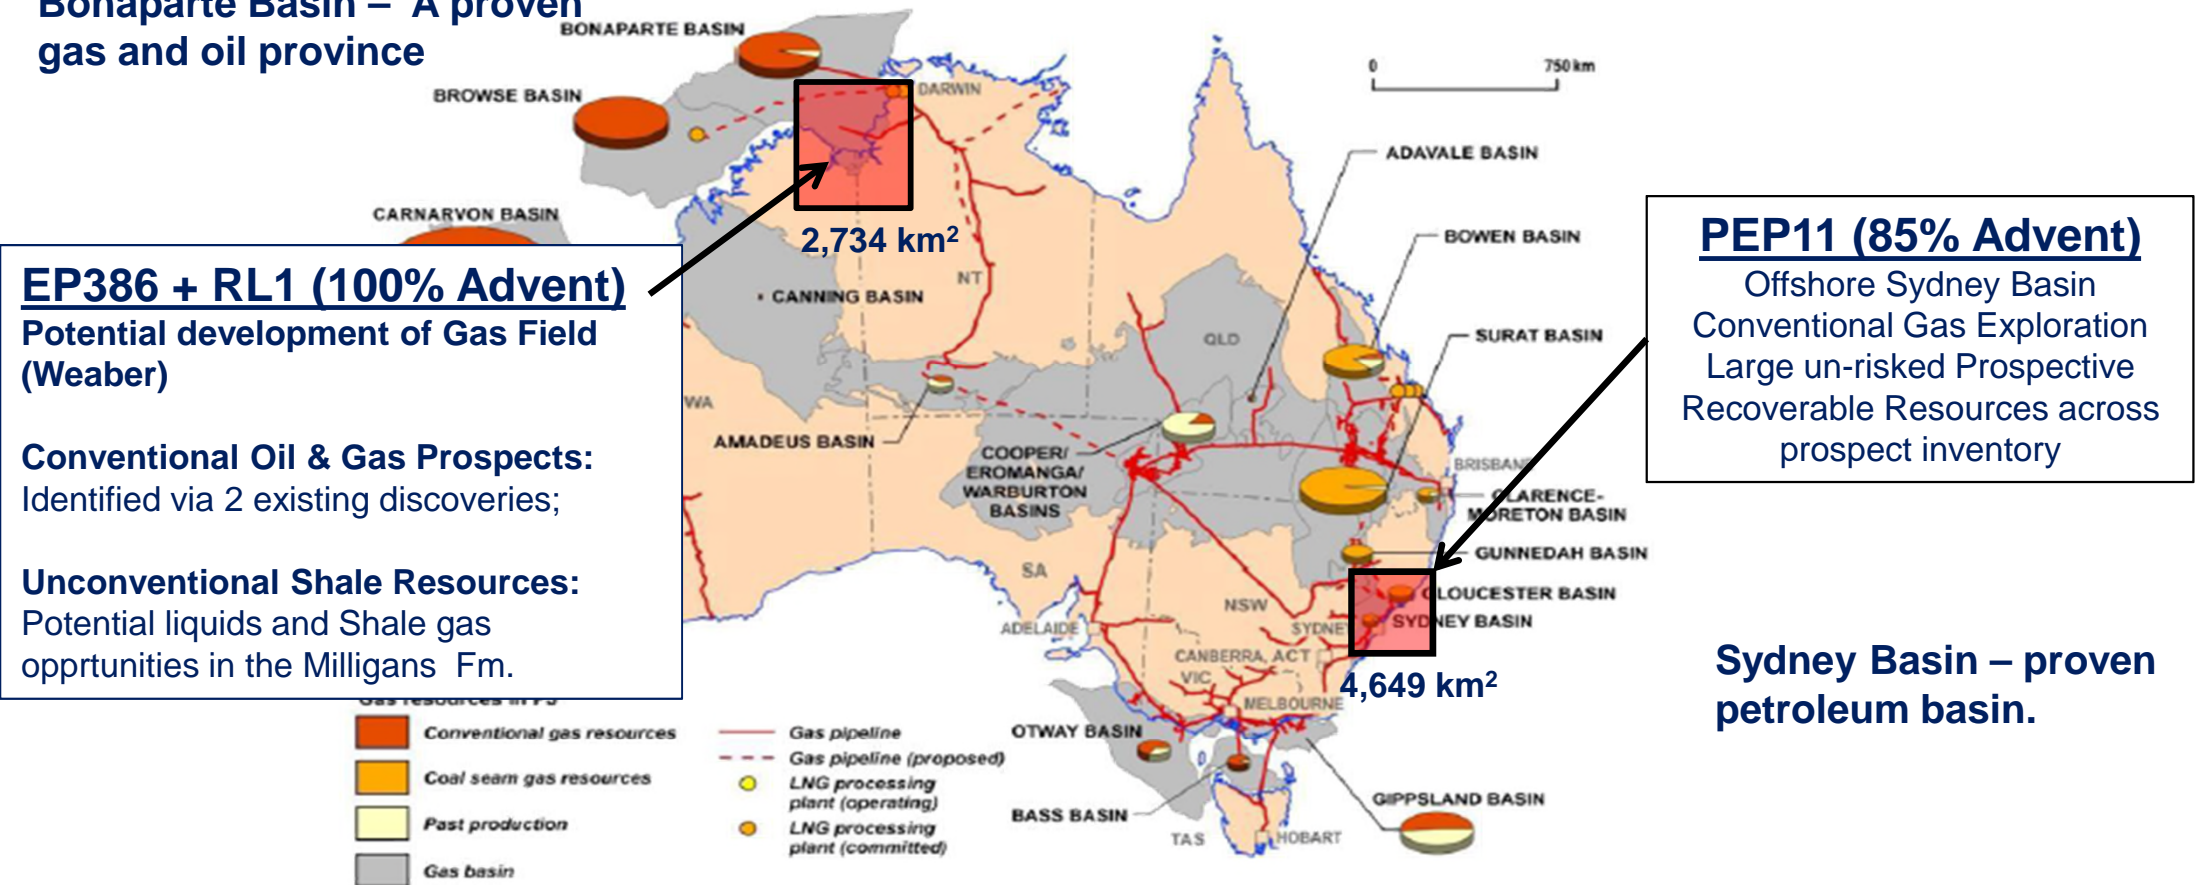 Bonaparte Basin – A proven
gas and oil province
BONAPARTE BASIN
BROWSE BASIN
CARNARVON BASIN
DARWIN
0 750 km
ADAVALE BASIN
BOWEN BASIN
SURAT BASIN
2,734 km²
NT
CANNING BASIN
QLD
WA
AMADEUS BASIN
COOPER/
EROMANGA/
WARBURTON
BASINS
BRISBANE
CLARENCE-
MORETON BASIN
GUNNEDAH BASIN
GLOUCESTER BASIN
SYDNEY BASIN
SA
NSW
ADELAIDE
SYDNEY
CANBERRA, ACT
VIC
4,649 km²
MELBOURNE
OTWAY BASIN
BASS BASIN
GIPPSLAND BASIN
TAS
HOBART
EP386 + RL1 (100% Advent)
Potential development of Gas Field
(Weaber)
Conventional Oil & Gas Prospects:
Identified via 2 existing discoveries;
Unconventional Shale Resources:
Potential liquids and Shale gas
opprtunities in the Milligans Fm.
PEP11 (85% Advent)
Offshore Sydney Basin
Conventional Gas Exploration
Large un-risked Prospective
Recoverable Resources across
prospect inventory
Sydney Basin – proven
petroleum basin.
Gas resources in PJ
Conventional gas resources
Coal seam gas resources
Past production
Gas basin
Gas pipeline
Gas pipeline (proposed)
LNG processing
plant (operating)
LNG processing
plant (committed)